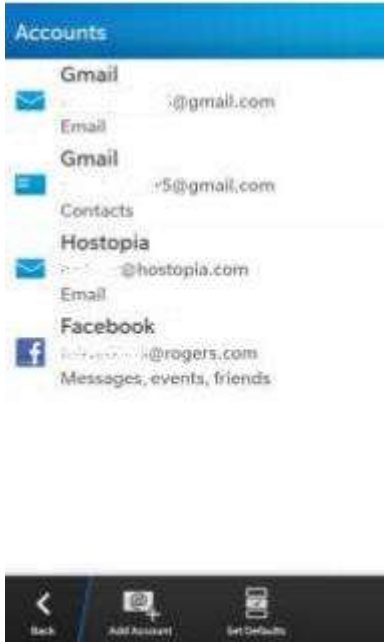 Accounts
Gmail
@gmail.com
Email
Gmail
5@gmail.com
Contacts
Hostopia
@hostopia.com
Email
Facebook
@rogers.com
Messages, events, friends
Back Add Account Set Defaults